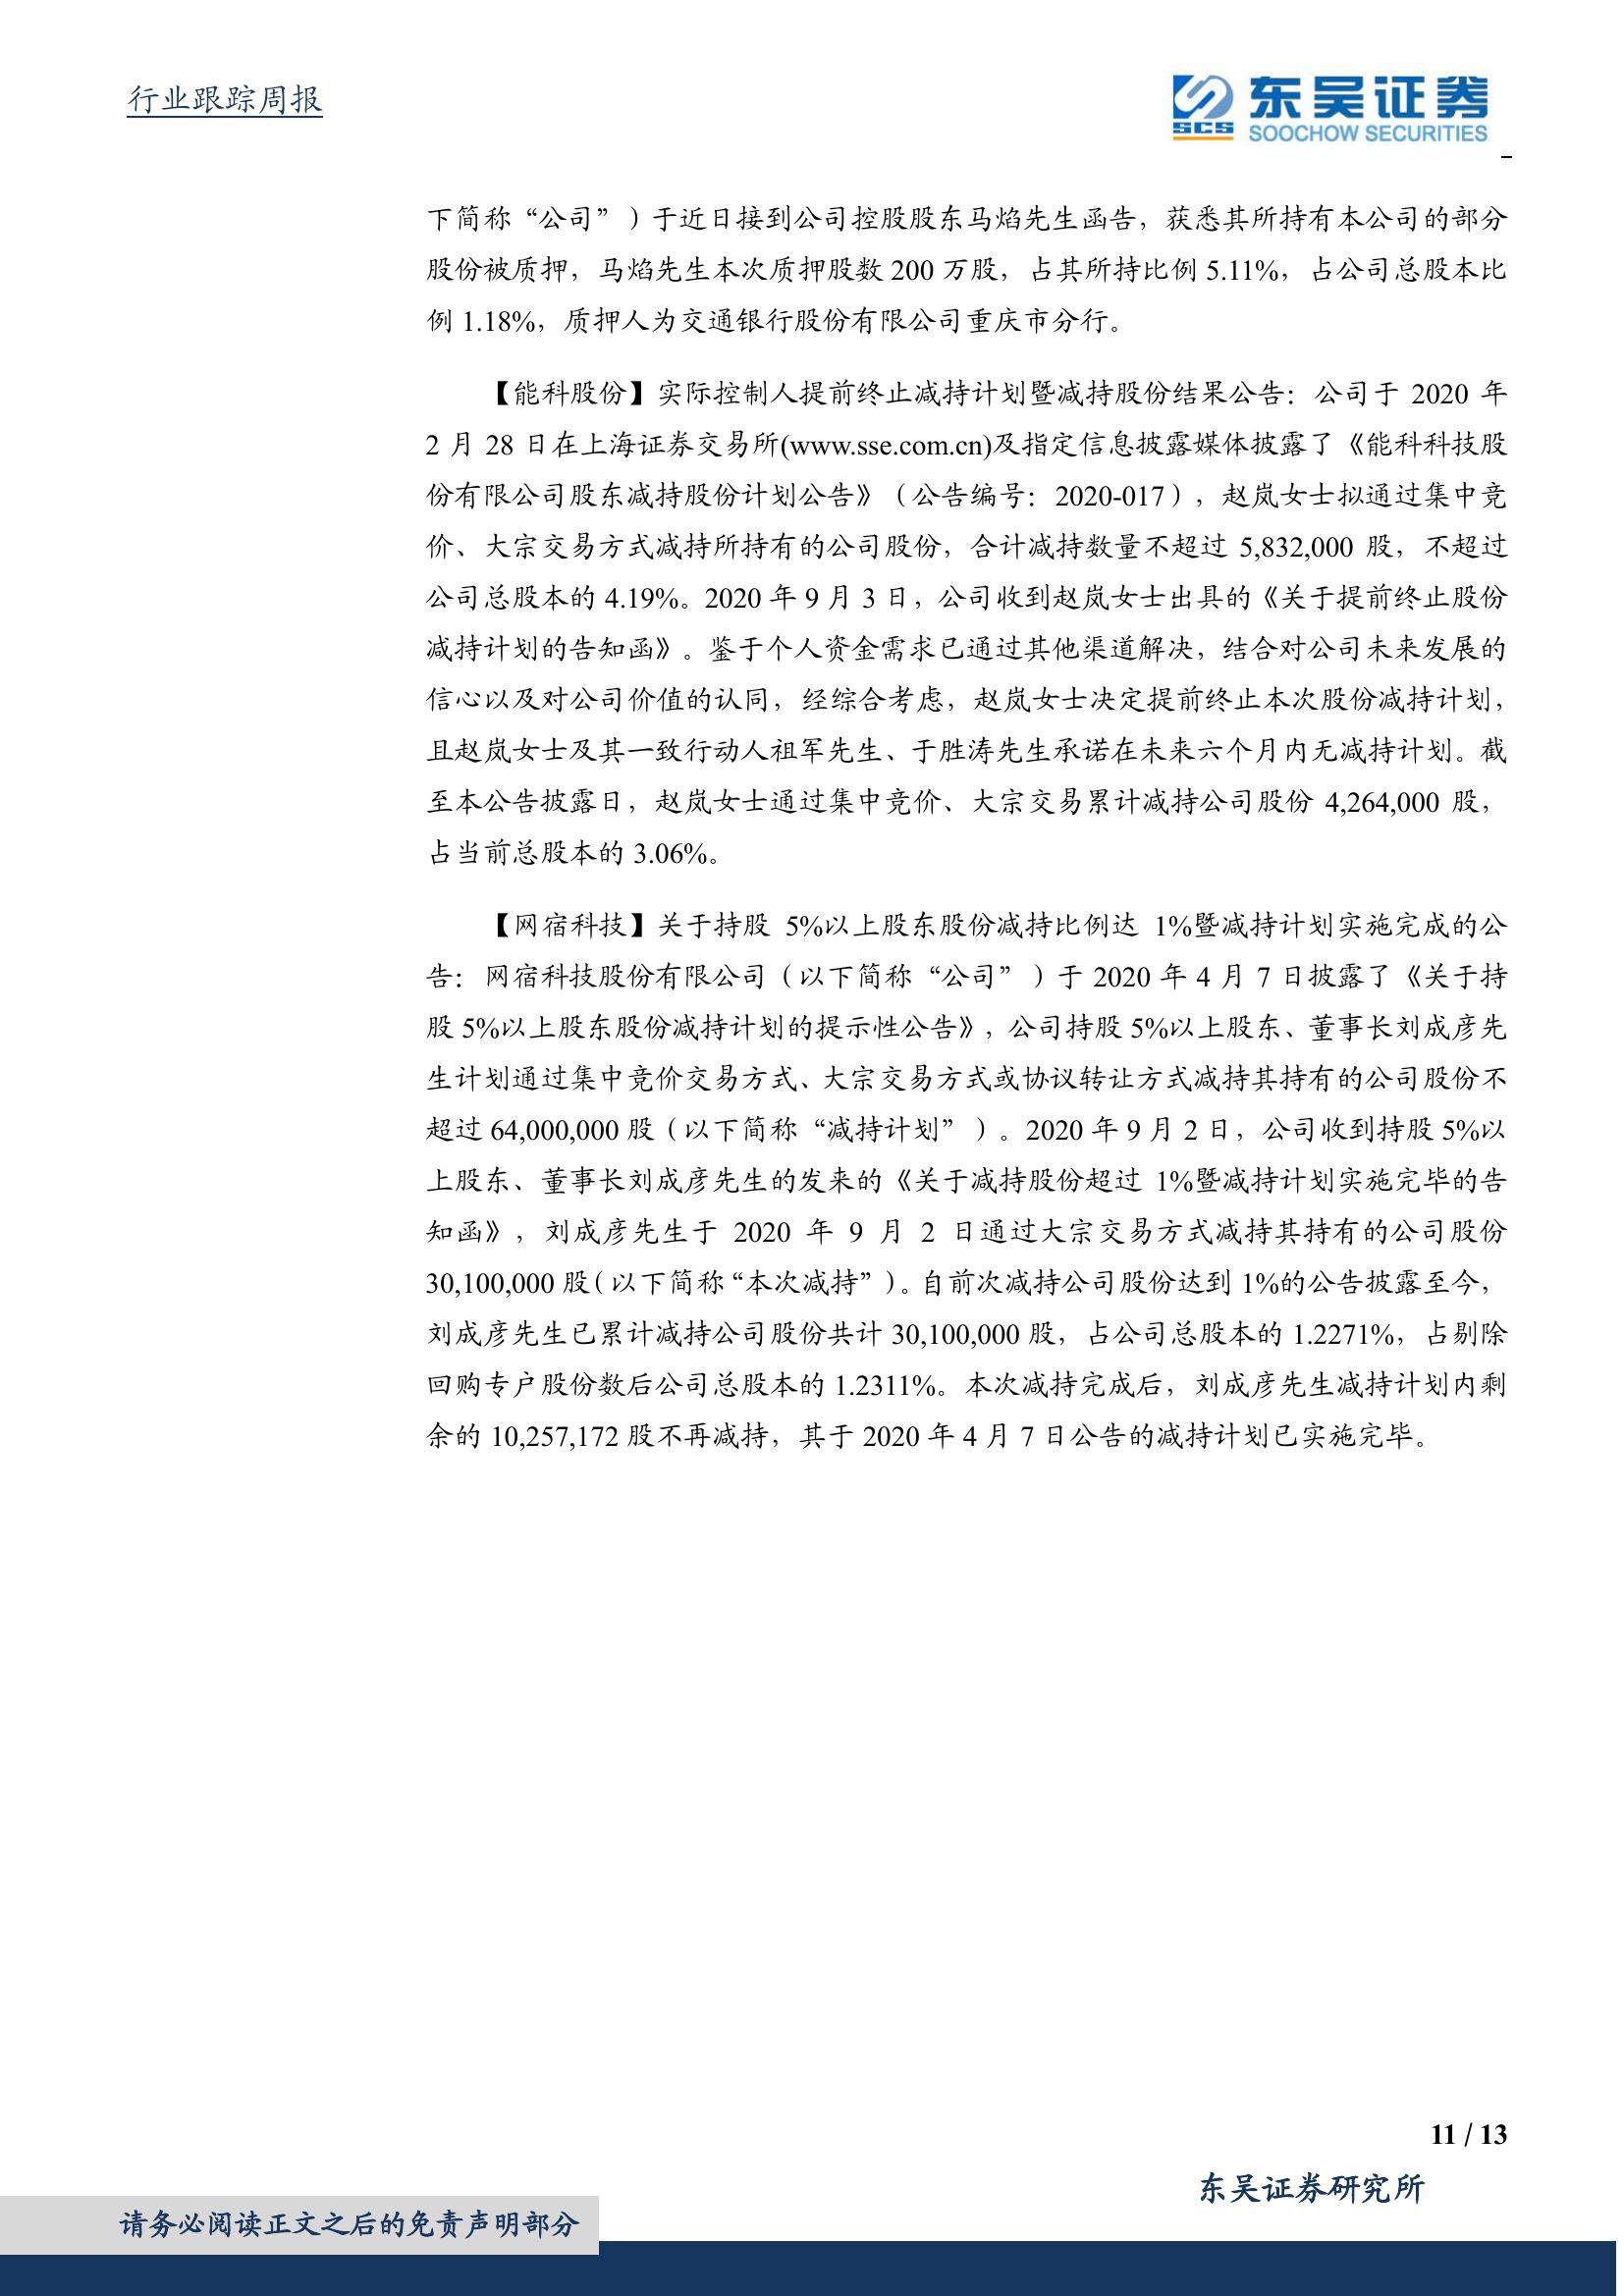 行业跟踪周报
东吴证券
SCS
SOOCHOW SECURITIES
下简称“公司”）于近日接到公司控股股东马焰先生函告，获悉其所持有本公司的部分
股份被质押，马焰先生本次质押股数 200 万股，占其所持比例 5.11%，占公司总股本比
例 1.18%，质押人为交通银行股份有限公司重庆市分行。
【能科股份】实际控制人提前终止减持计划暨减持股份结果公告：公司于 2020 年
2 月 28 日在上海证券交易所(www.sse.com.cn)及指定信息披露媒体披露了《能科科技股
份有限公司股东减持股份计划公告》（公告编号：2020-017），赵岚女士拟通过集中竞
价、大宗交易方式减持所持有的公司股份，合计减持数量不超过 5,832,000 股，不超过
公司总股本的 4.19%。2020 年 9 月 3 日，公司收到赵岚女士出具的《关于提前终止股份
减持计划的告知函》。鉴于个人资金需求已通过其他渠道解决，结合对公司未来发展的
信心以及对公司价值的认同，经综合考虑，赵岚女士决定提前终止本次股份减持计划，
且赵岚女士及其一致行动人祖军先生、于胜涛先生承诺在未来六个月内无减持计划。截
至本公告披露日，赵岚女士通过集中竞价、大宗交易累计减持公司股份 4,264,000 股，
占当前总股本的 3.06%。
【网宿科技】关于持股 5%以上股东股份减持比例达 1%暨减持计划实施完成的公
告：网宿科技股份有限公司（以下简称“公司”）于 2020 年 4 月 7 日披露了《关于持
股 5%以上股东股份减持计划的提示性公告》，公司持股 5%以上股东、董事长刘成彦先
生计划通过集中竞价交易方式、大宗交易方式或协议转让方式减持其持有的公司股份不
超过 64,000,000 股（以下简称“减持计划”）。2020 年 9 月 2 日，公司收到持股 5%以
上股东、董事长刘成彦先生的发来的《关于减持股份超过 1%暨减持计划实施完毕的告
知函》，刘成彦先生于 2020 年 9 月 2 日通过大宗交易方式减持其持有的公司股份
30,100,000 股（以下简称“本次减持”）。自前次减持公司股份达到 1%的公告披露至今，
刘成彦先生已累计减持公司股份共计 30,100,000 股，占公司总股本的 1.2271%，占剔除
回购专户股份数后公司总股本的 1.2311%。本次减持完成后，刘成彦先生减持计划内剩
余的 10,257,172 股不再减持，其于 2020 年 4 月 7 日公告的减持计划已实施完毕。
11 / 13
东吴证券研究所
请务必阅读正文之后的免责声明部分